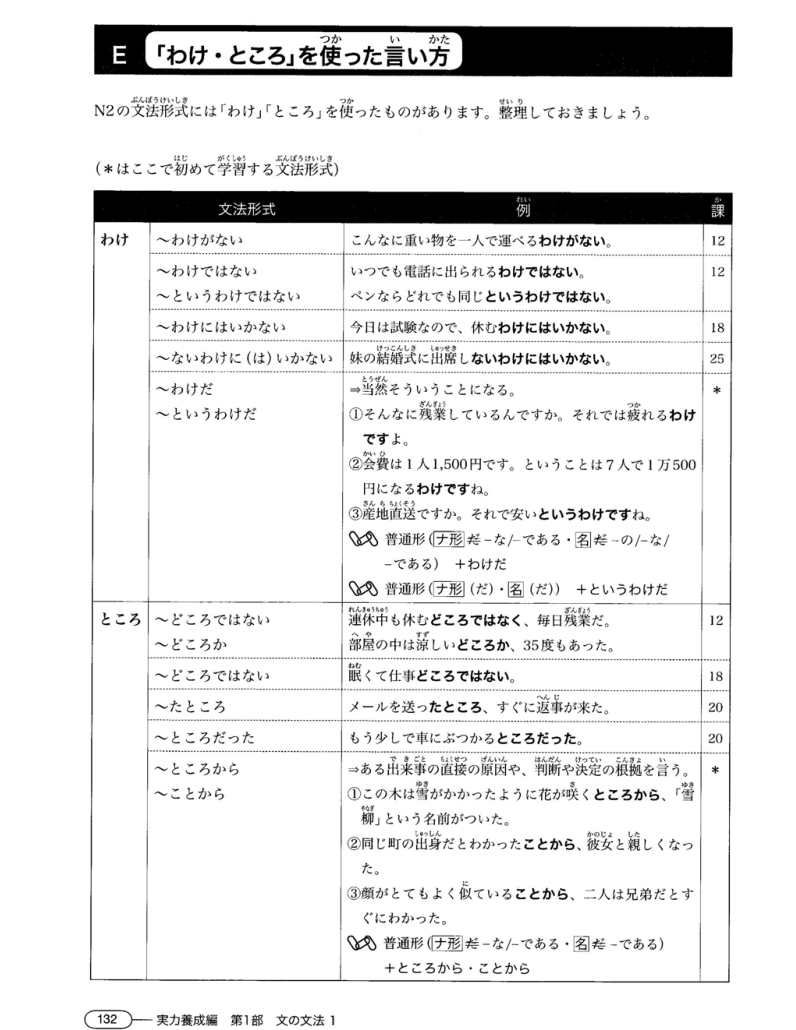 E 「わけ・ところ」を使った言い方
N2の文法形式には「わけ」「ところ」を使ったものがあります。整理しておきましょう。
(*はここで初めて学習する文法形式)
文法形式 例 課
わけ ～わけがない こんなに重い物を一人で運べるわけがない。 12
～わけではない いつでも電話に出られるわけではない。 12
～というわけではない ペンならどれでも同じというわけではない。
～わけにはいかない 今日は試験なので、休むわけにはいかない。 18
～ないわけに(は)いかない 妹の結婚式に出席しないわけにはいかない。 25
～わけだ ⇒当然そういうことになる。 *
～というわけだ ①そんなに残業しているんですか。それでは疲れるわけ
ですよ。
②会費は1人1,500円です。ということは7人で1万500
円になるわけですね。
③産地直送ですか。それで安いというわけですね。
普通形(ナ形だ -な/-である・名だ -の/-な/
-である) +わけだ
普通形(ナ形(だ)・名(だ)) +というわけだ
ところ ～どころではない 連休中も休むどころではなく、毎日残業だ。 12
～どころか 部屋の中は涼しいどころか、35度もあった。
～どころではない 眠くて仕事どころではない。 18
～たところ メールを送ったところ、すぐに返事が来た。 20
～ところだった もう少しで車にぶつかるところだった。 20
～ところから ⇒ある出来事の直接の原因や、判断や決定の根拠を言う。 *
～ことから ①この木は雪がかかったように花が咲くところから、「雪
柳」という名前がついた。
②同じ町の出身だとわかったことから、彼女と親しくなっ
た。
③顔がとてもよく似ていることから、二人は兄弟だとす
ぐにわかった。
普通形(ナ形だ -な/-である・名だ -である)
+ところから・ことから
132 実力養成編 第1部 文の文法1